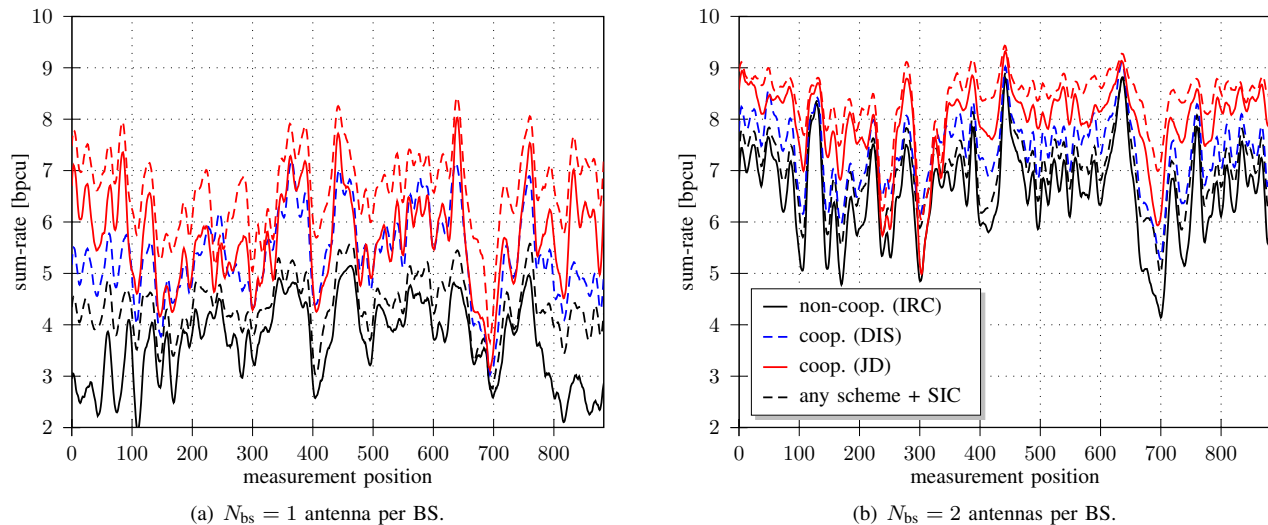 10
9
8
7
6
5
4
3
2
sum-rate [bpcu]
0 100 200 300 400 500 600 700 800
measurement position
(a) N_bs = 1 antenna per BS.
10
9
8
7
6
5
4
3
2
sum-rate [bpcu]
non-coop. (IRC)
coop. (DIS)
coop. (JD)
any scheme + SIC
0 100 200 300 400 500 600 700 800
measurement position
(b) N_bs = 2 antennas per BS.